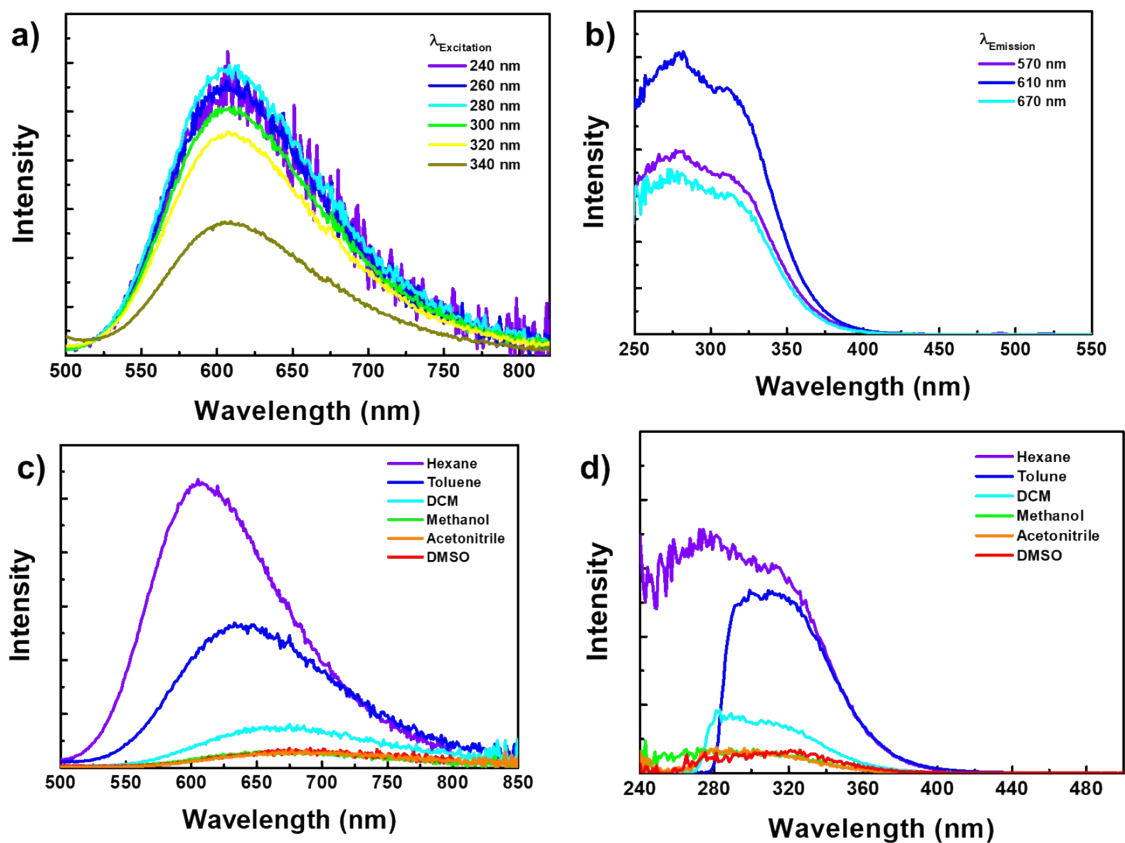 a)
λExcitation
240 nm
260 nm
280 nm
300 nm
320 nm
340 nm
Intensity
500 550 600 650 700 750 800
Wavelength (nm)
b)
λEmission
570 nm
610 nm
670 nm
Intensity
250 300 350 400 450 500 550
Wavelength (nm)
c)
Hexane
Toluene
DCM
Methanol
Acetonitrile
DMSO
Intensity
500 550 600 650 700 750 800 850
Wavelength (nm)
d)
Hexane
Tolune
DCM
Methanol
Acetonitrile
DMSO
Intensity
240 280 320 360 400 440 480
Wavelength (nm)